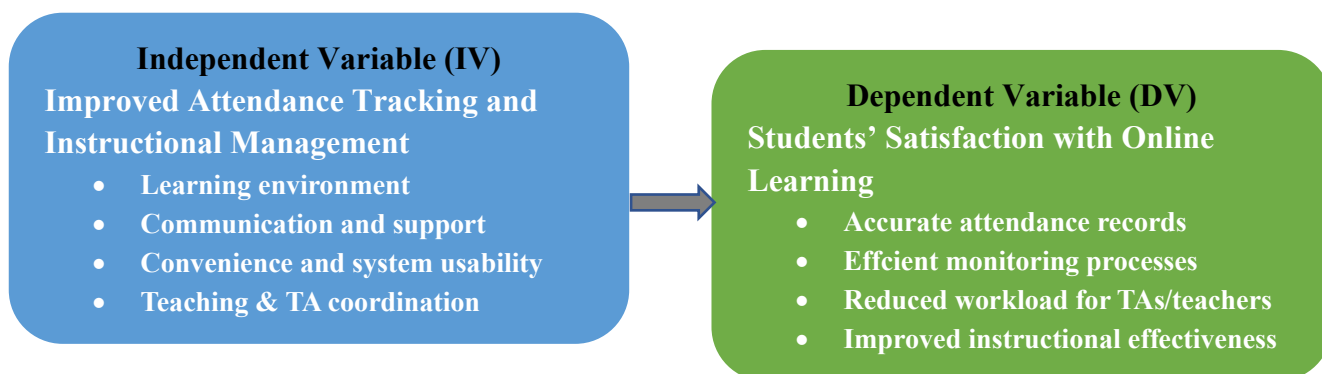 Independent Variable (IV)
Improved Attendance Tracking and
Instructional Management
• Learning environment
• Communication and support
• Convenience and system usability
• Teaching & TA coordination
Dependent Variable (DV)
Students’ Satisfaction with Online
Learning
• Accurate attendance records
• Effcient monitoring processes
• Reduced workload for TAs/teachers
• Improved instructional effectiveness